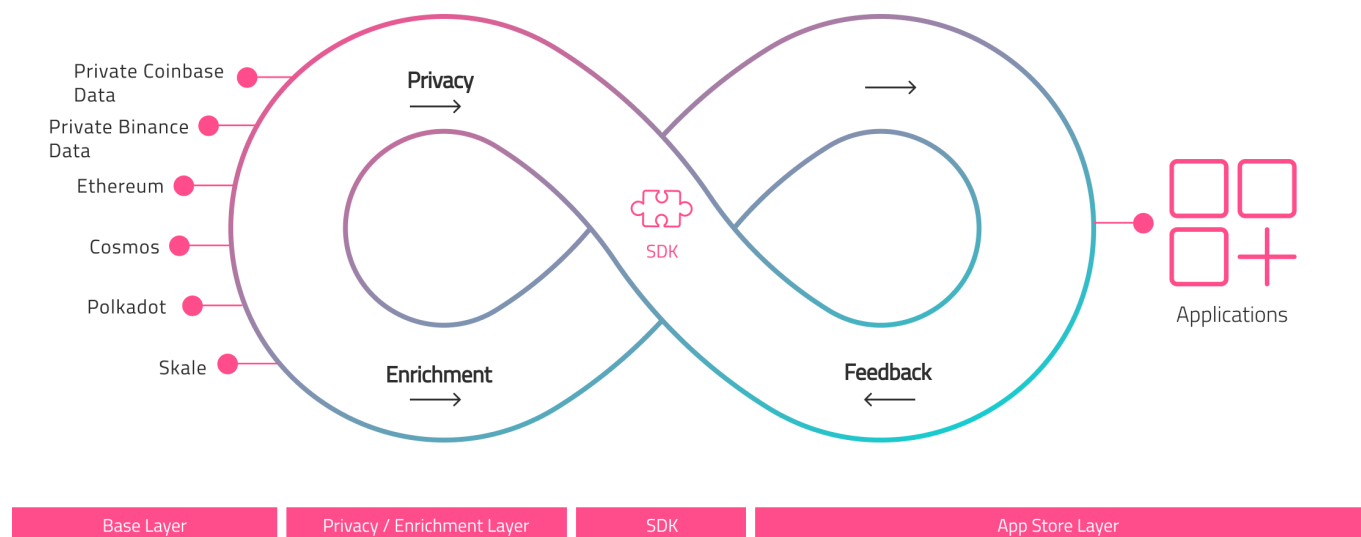 Private Coinbase
Data
Private Binance
Data
Ethereum
Cosmos
Polkadot
Skale
Privacy
Enrichment
SDK
Feedback
Applications
Base Layer
Privacy / Enrichment Layer
SDK
App Store Layer